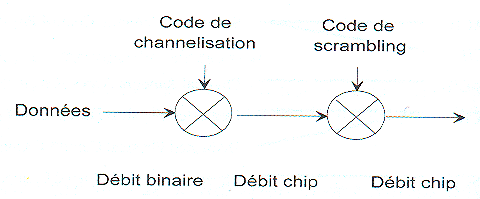 Code de
channelisation
Code de
scrambling
Données
Débit binaire
Débit chip
Débit chip